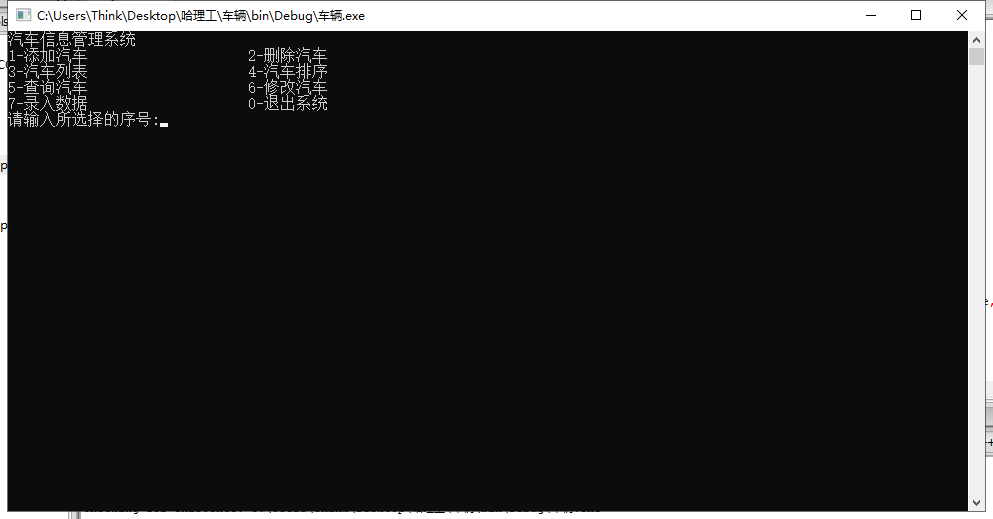 C:\Users\Think\Desktop\哈理工\车辆\bin\Debug\车辆.exe
汽车信息管理系统
1-添加汽车 2-删除汽车
3-汽车列表 4-汽车排序
5-查询汽车 6-修改汽车
7-录入数据 0-退出系统
请输入所选择的序号: